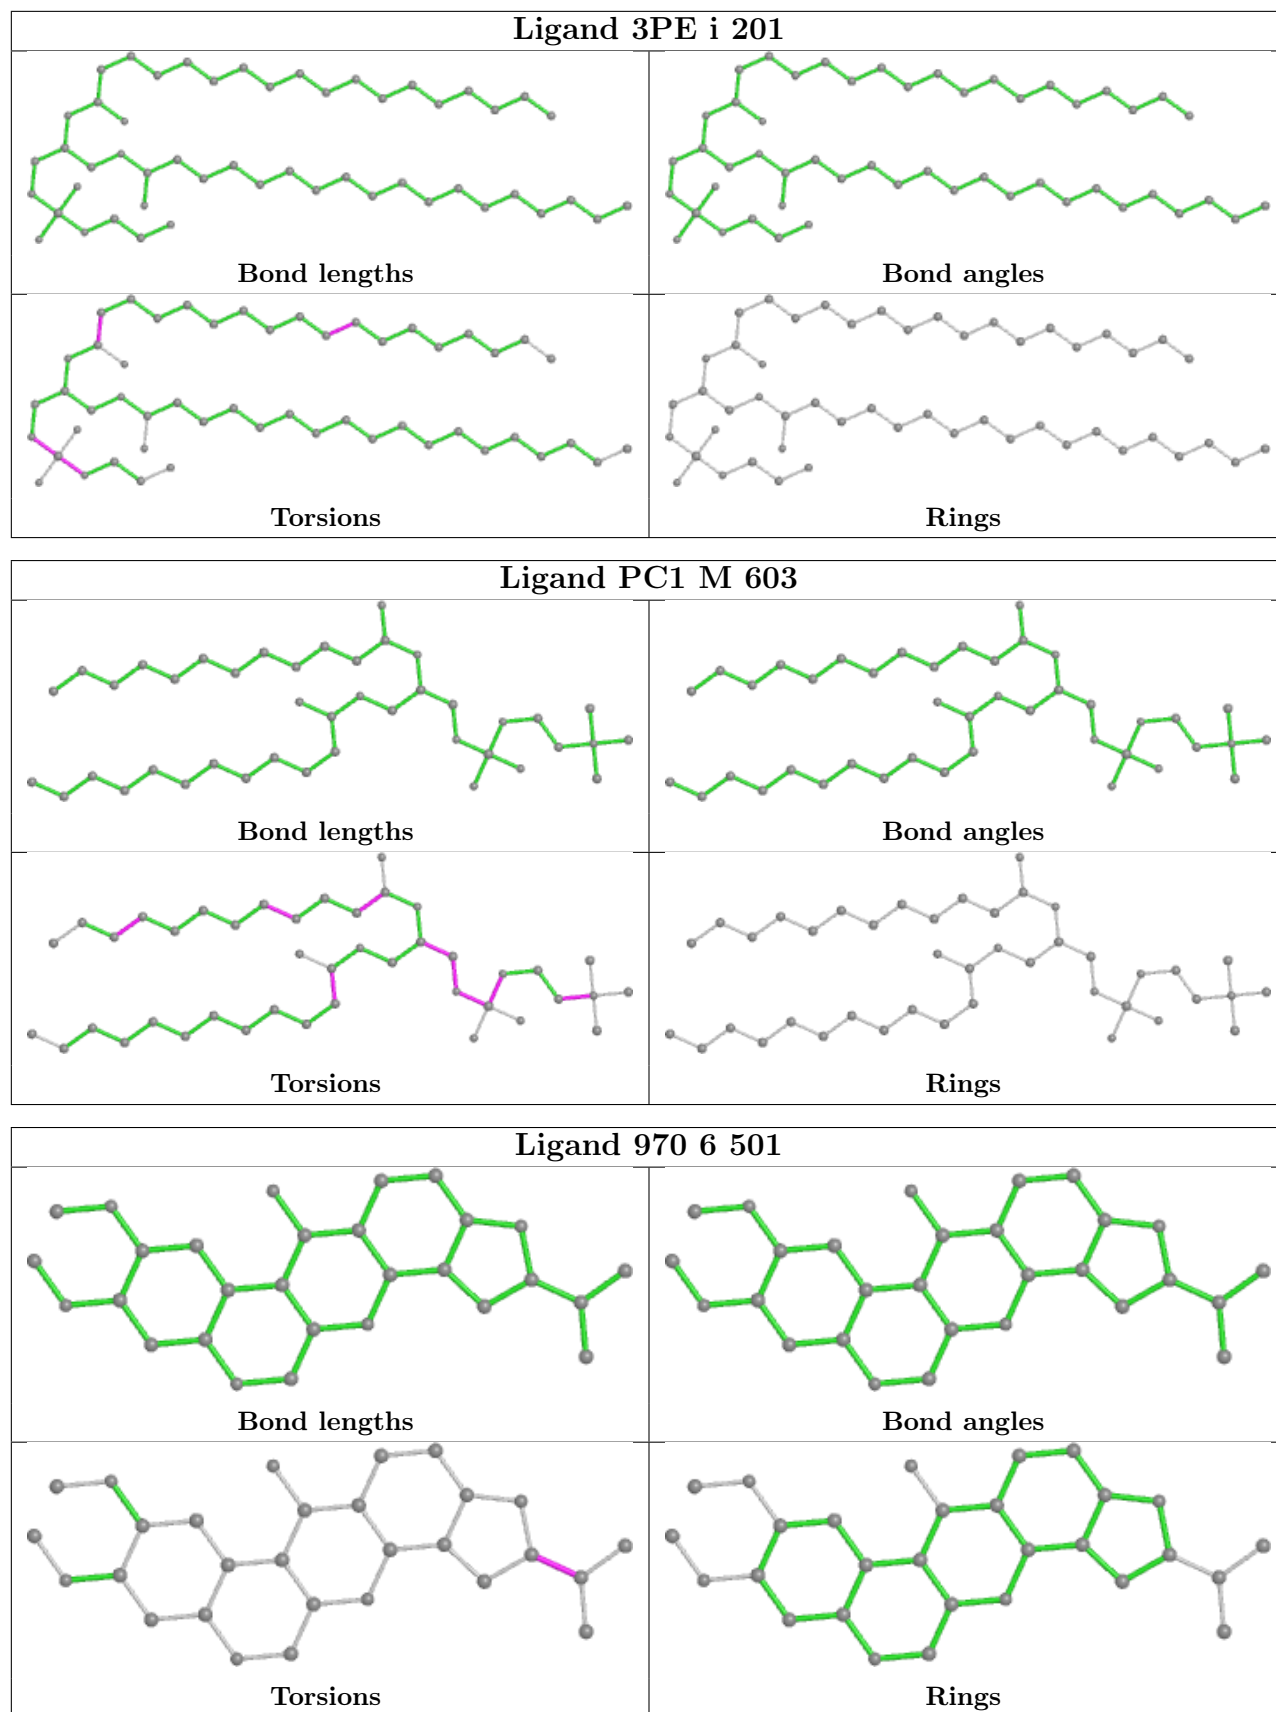 Ligand 3PE i 201
Bond lengths
Bond angles
Torsions
Rings
Ligand PC1 M 603
Bond lengths
Bond angles
Torsions
Rings
Ligand 970 6 501
Bond lengths
Bond angles
Torsions
Rings